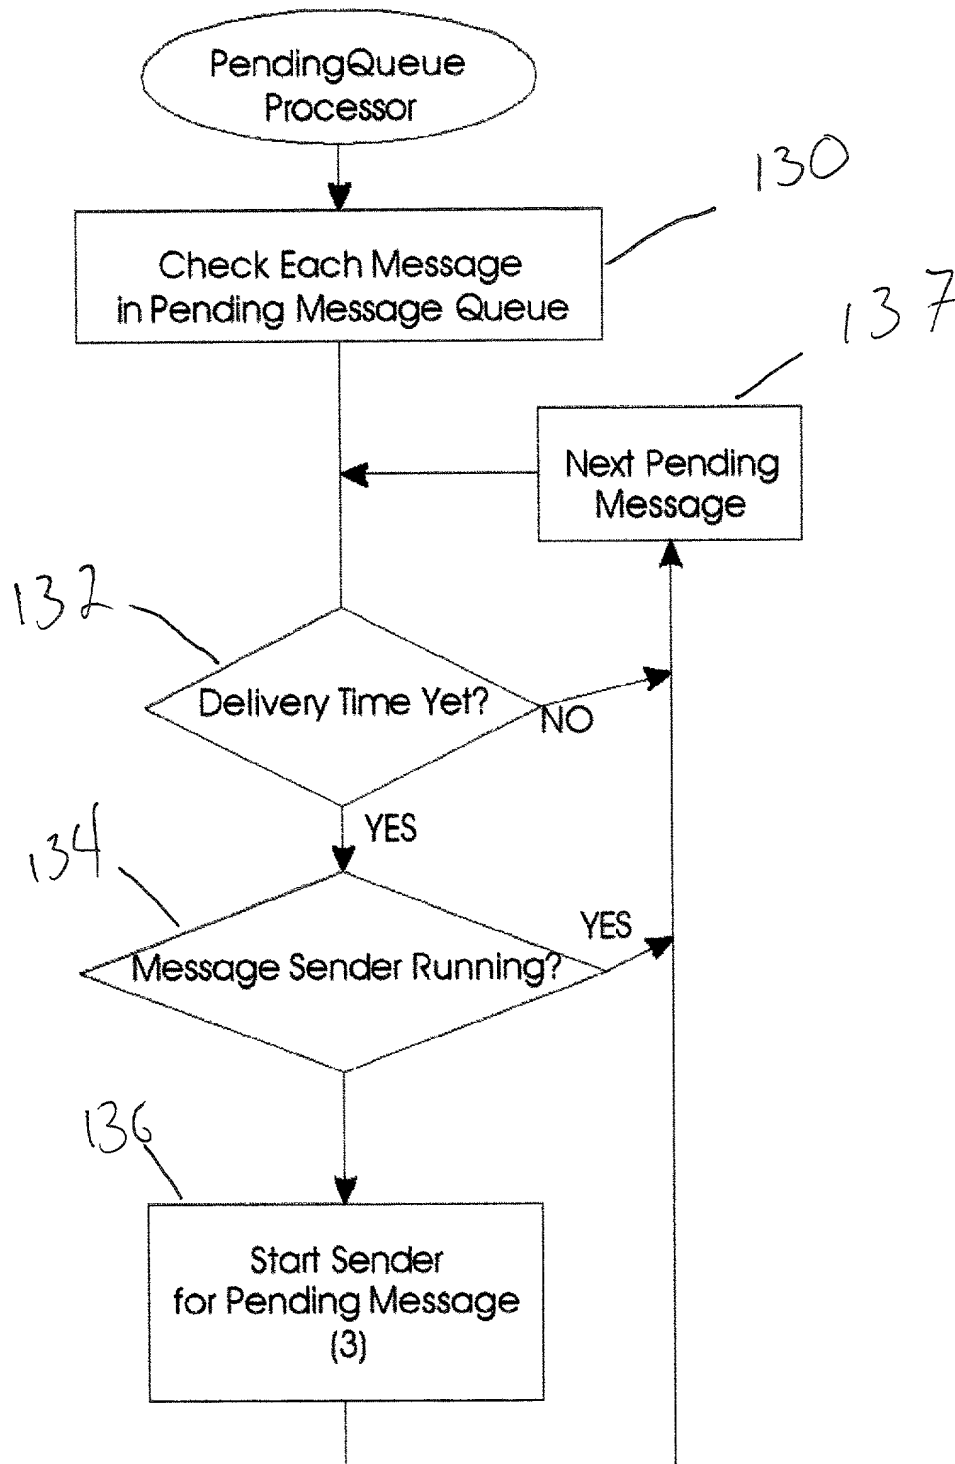 PendingQueue
Processor
130
Check Each Message
in Pending Message Queue
137
Next Pending
Message
132
Delivery Time Yet?
NO
YES
134
YES
Message Sender Running?
136
Start Sender
for Pending Message
(3)